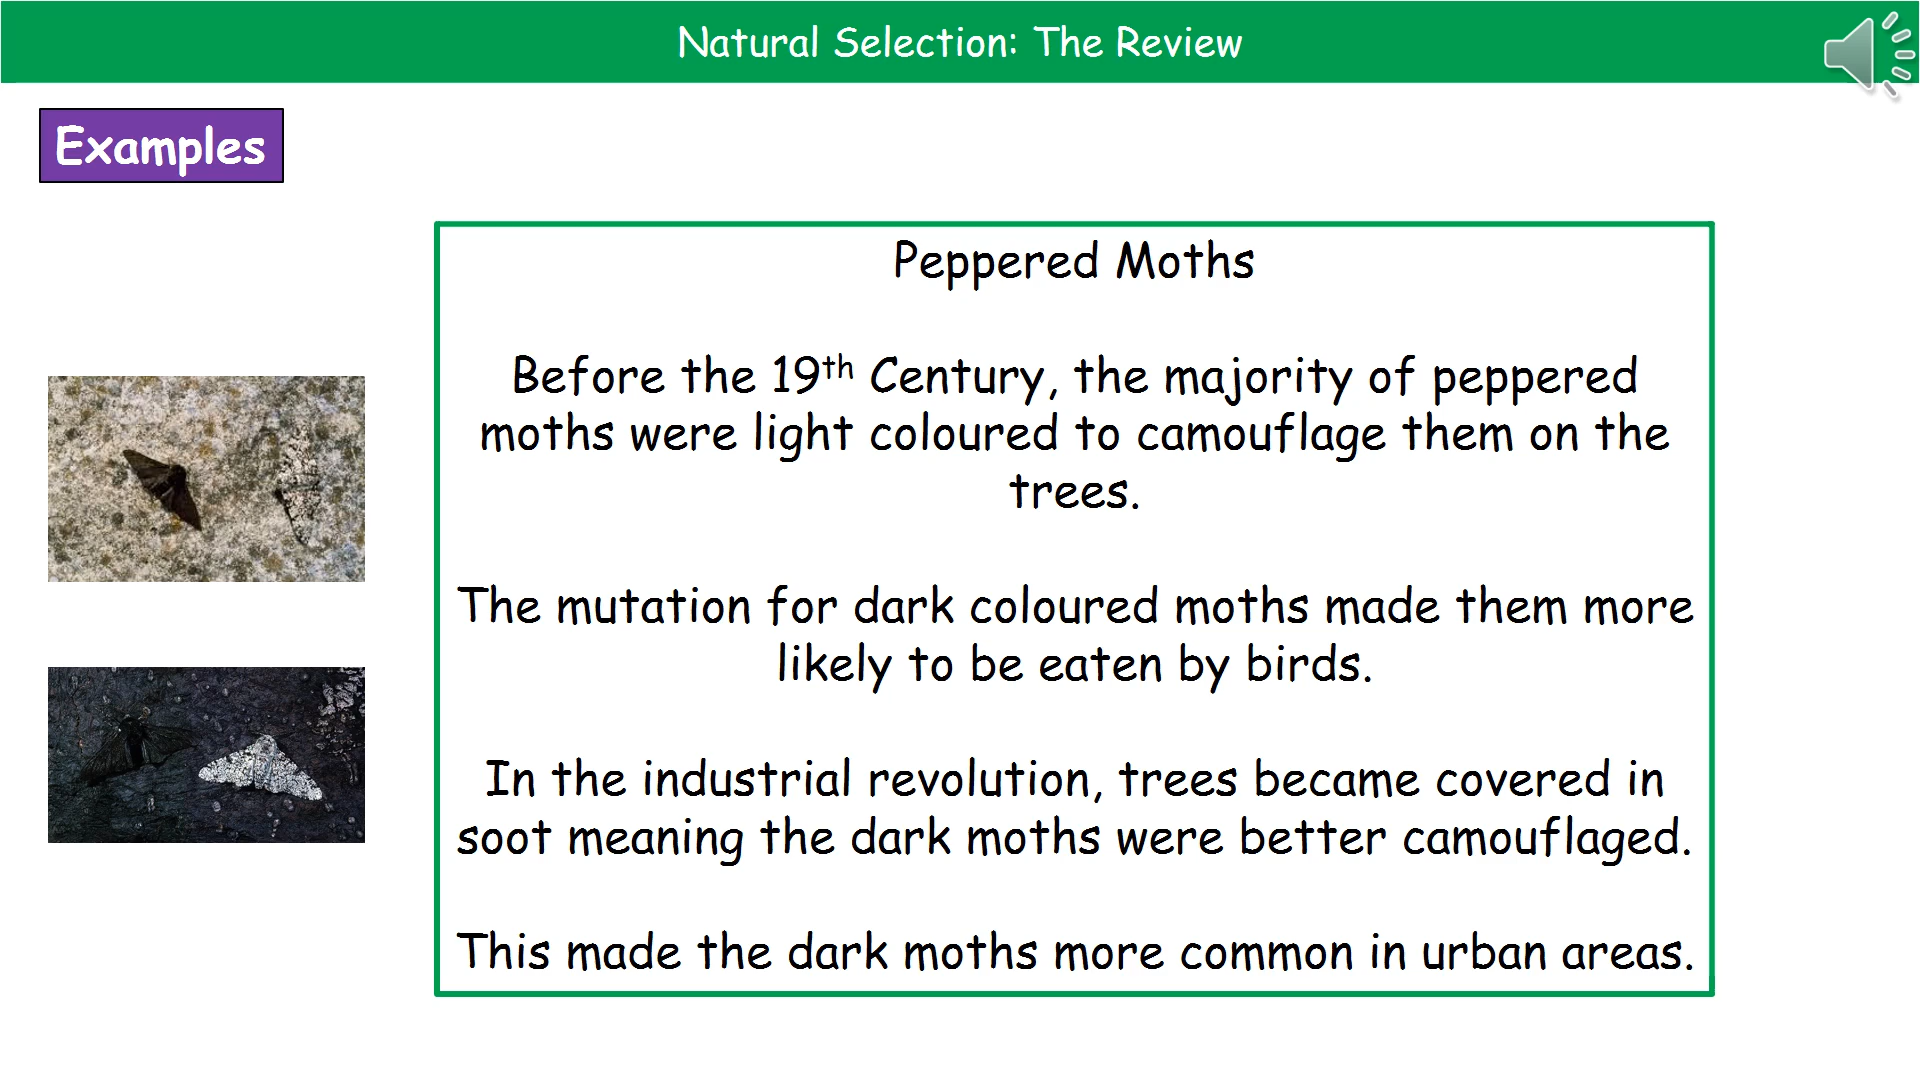 Natural Selection: The Review
Examples
Peppered Moths
Before the 19th Century, the majority of peppered
moths were light coloured to camouflage them on the
trees.
The mutation for dark coloured moths made them more
likely to be eaten by birds.
In the industrial revolution, trees became covered in
soot meaning the dark moths were better camouflaged.
This made the dark moths more common in urban areas.